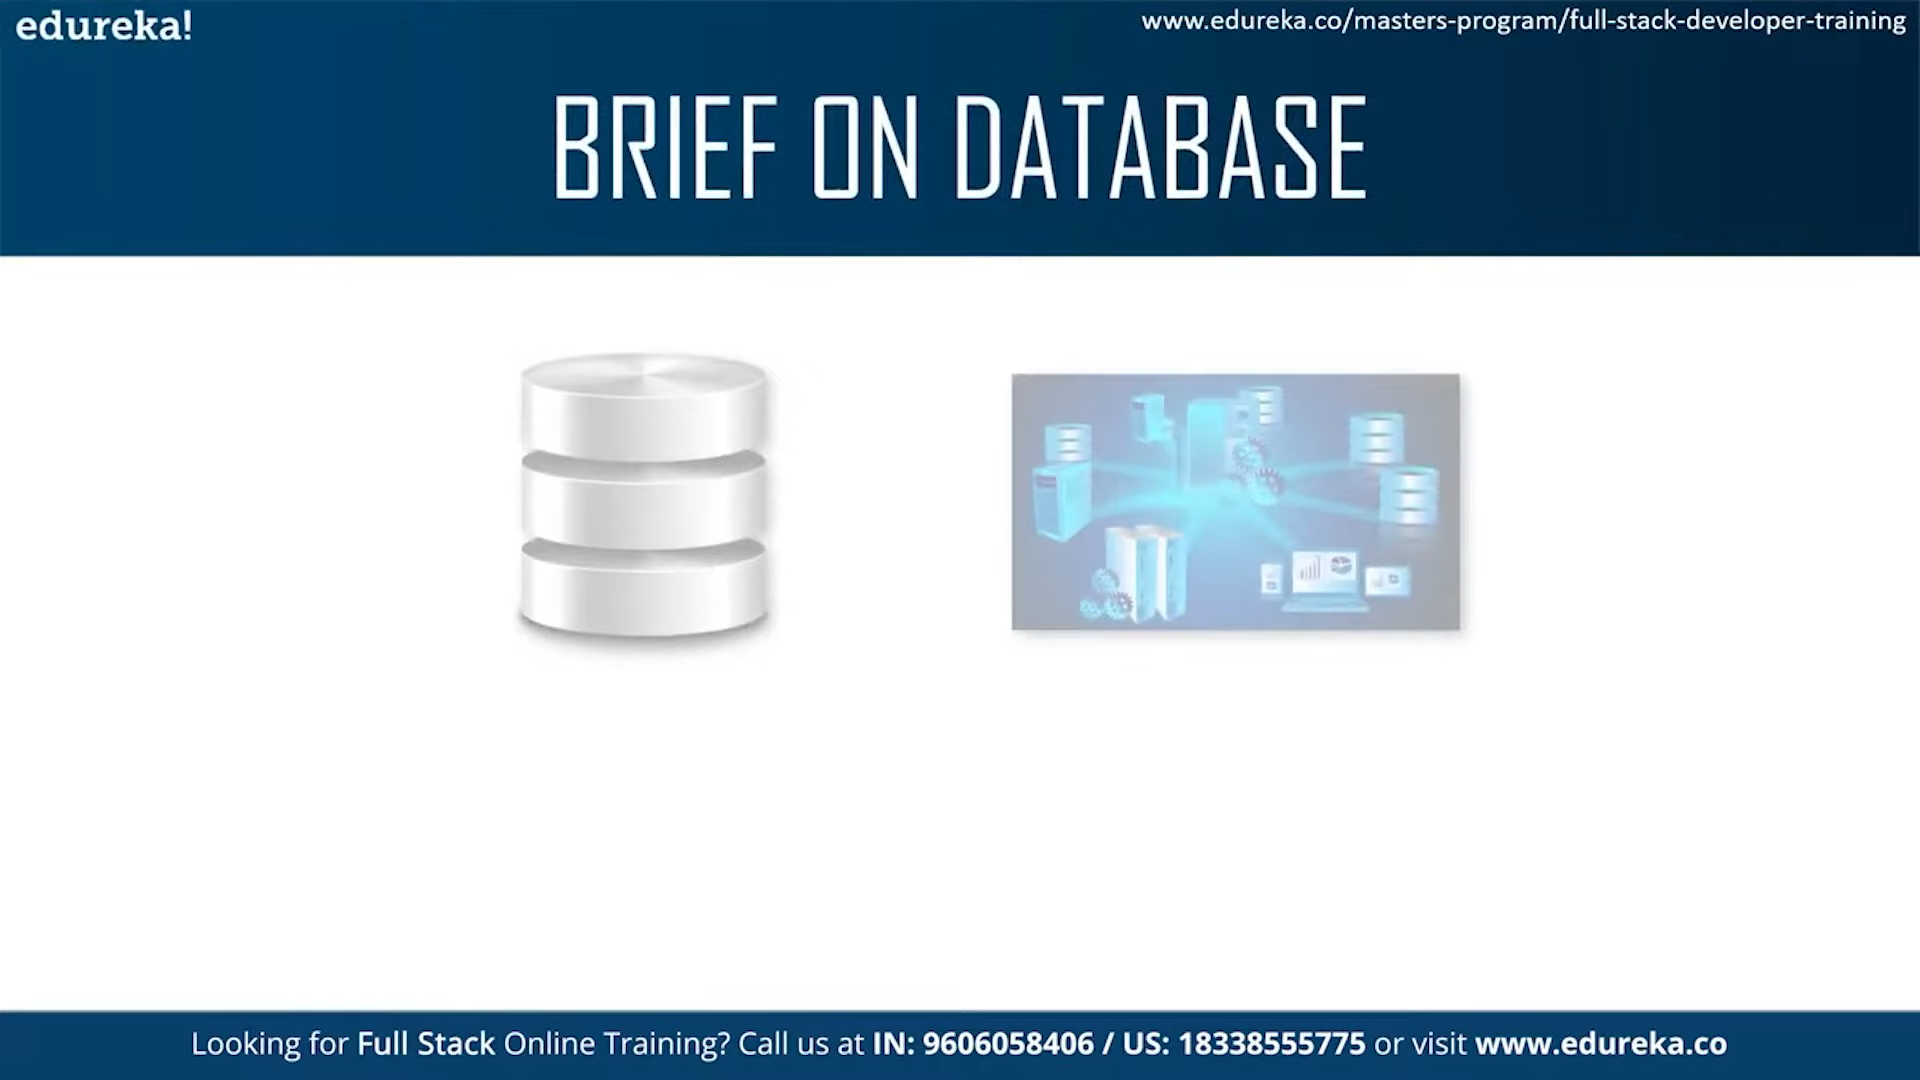 edureka!
www.edureka.co/masters-program/full-stack-developer-training
BRIEF ON DATABASE
Looking for Full Stack Online Training? Call us at IN: 9606058406 / US: 18338555775 or visit www.edureka.co